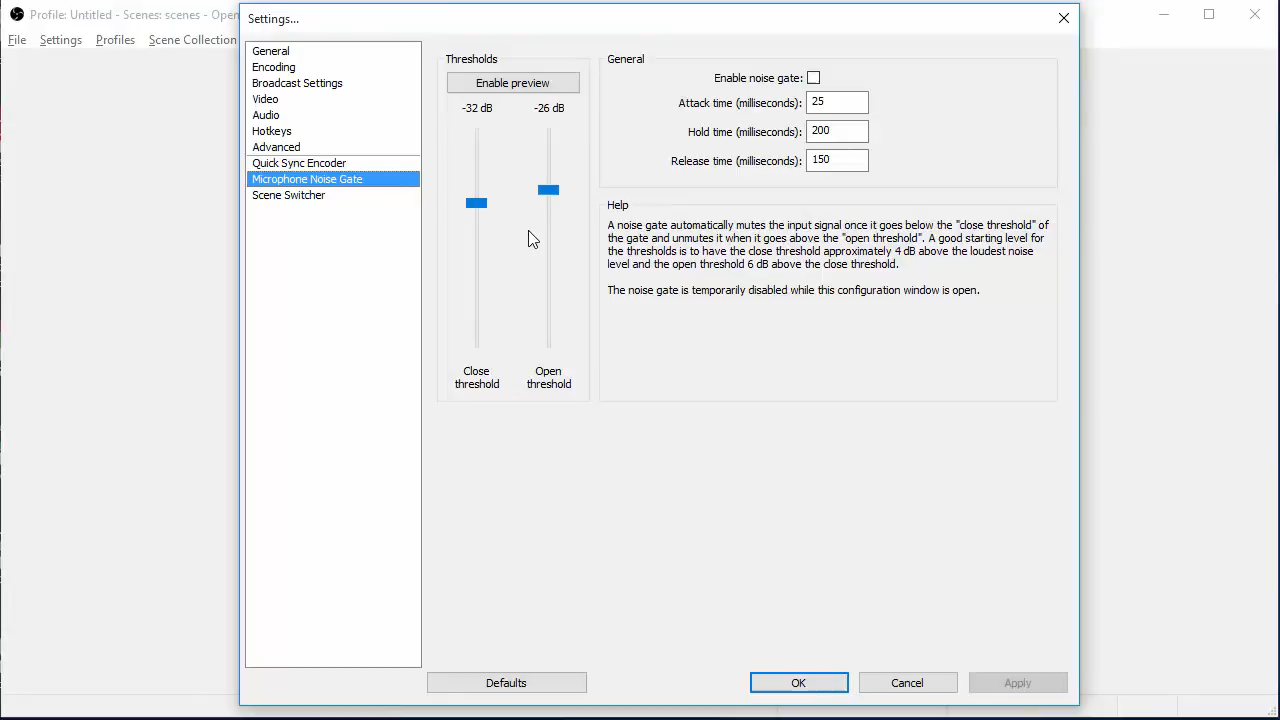 Profile: Untitled - Scenes: scenes - Open
Settings...
File Settings Profiles Scene Collection
General
Encoding
Broadcast Settings
Video
Audio
Hotkeys
Advanced
Quick Sync Encoder
Microphone Noise Gate
Scene Switcher
Thresholds
Enable preview
-32 dB -26 dB
Close threshold
Open threshold
General
Enable noise gate:
Attack time (milliseconds): 25
Hold time (milliseconds): 200
Release time (milliseconds): 150
Help
A noise gate automatically mutes the input signal once it goes below the "close threshold" of
the gate and unmutes it when it goes above the "open threshold". A good starting level for
the thresholds is to have the close threshold approximately 4 dB above the loudest noise
level and the open threshold 6 dB above the close threshold.
The noise gate is temporarily disabled while this configuration window is open.
Defaults
OK
Cancel
Apply